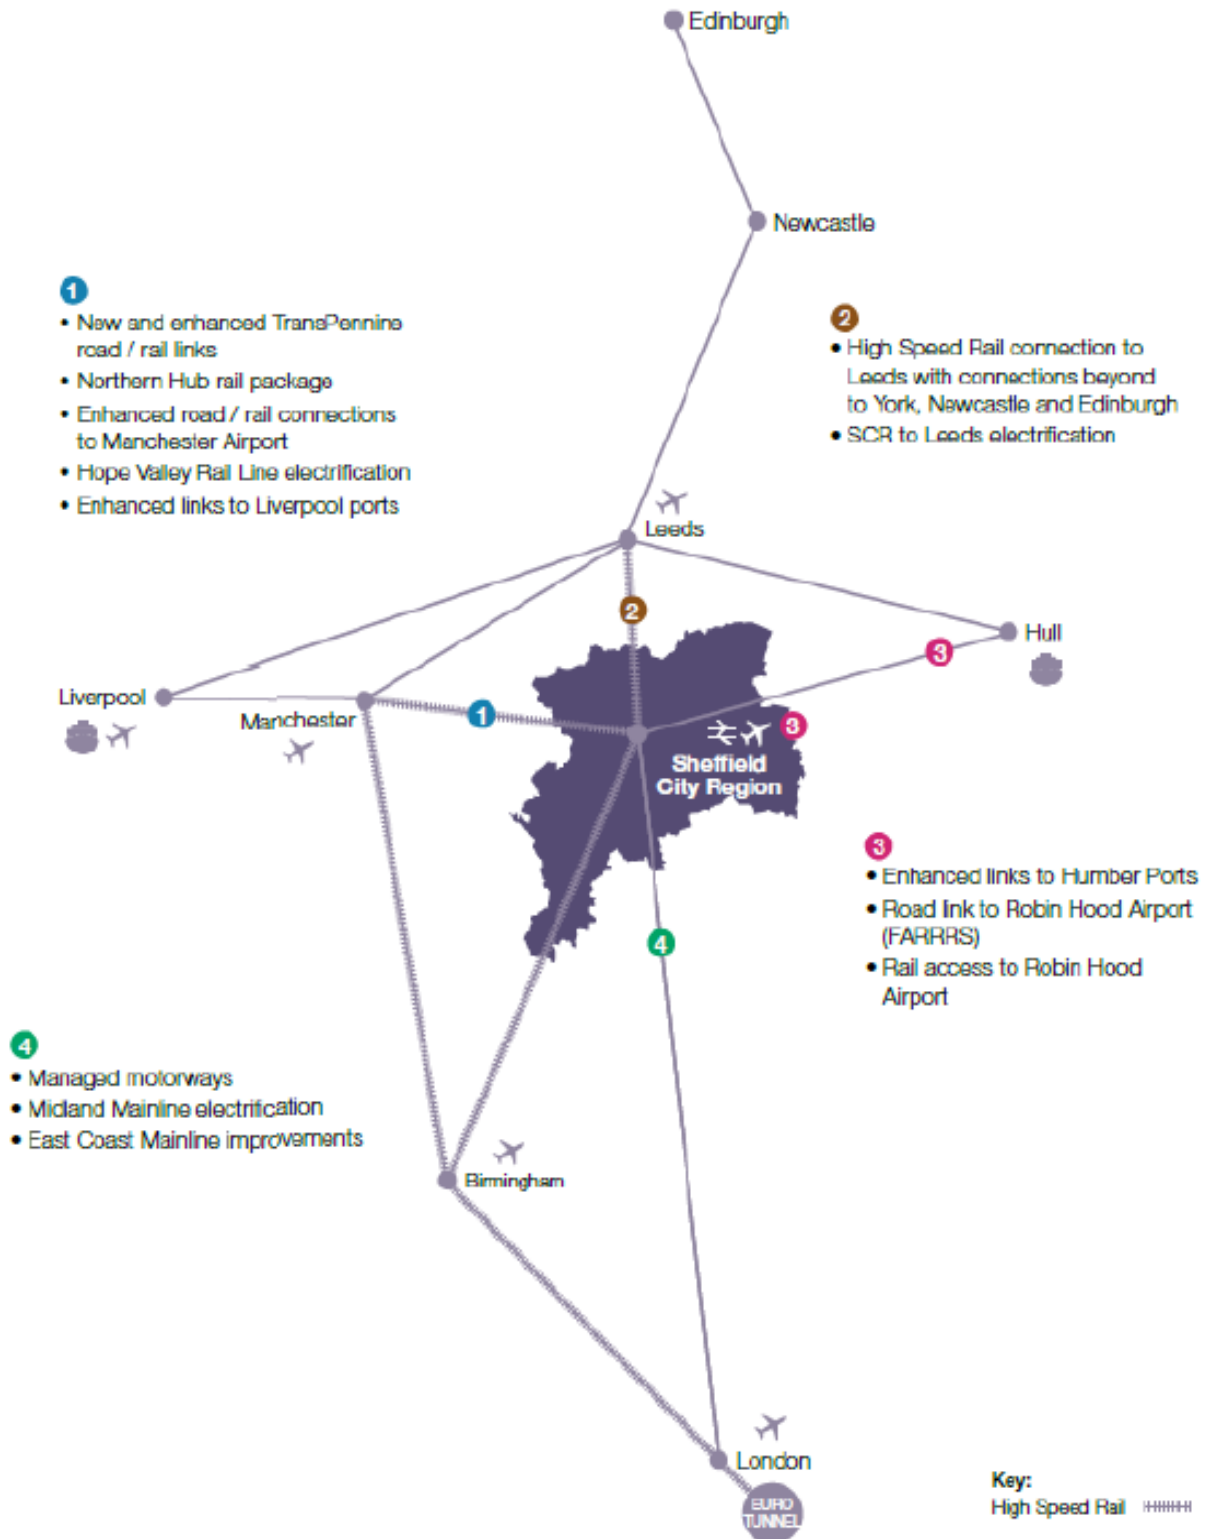 Edinburgh
Newcastle
1
• New and enhanced TransPennine
road / rail links
• Northern Hub rail package
• Enhanced road / rail connections
to Manchester Airport
• Hope Valley Rail Line electrification
• Enhanced links to Liverpool ports
2
• High Speed Rail connection to
Leeds with connections beyond
to York, Newcastle and Edinburgh
• SCR to Leeds electrification
Leeds
2
Hull
3
Liverpool
Manchester
1
3
Sheffield
City Region
3
• Enhanced links to Humber Ports
• Road link to Robin Hood Airport
(FARRRS)
• Rail access to Robin Hood
Airport
4
4
• Managed motorways
• Midland Mainline electrification
• East Coast Mainline improvements
Birmingham
London
EURO
TUNNEL
Key:
High Speed Rail